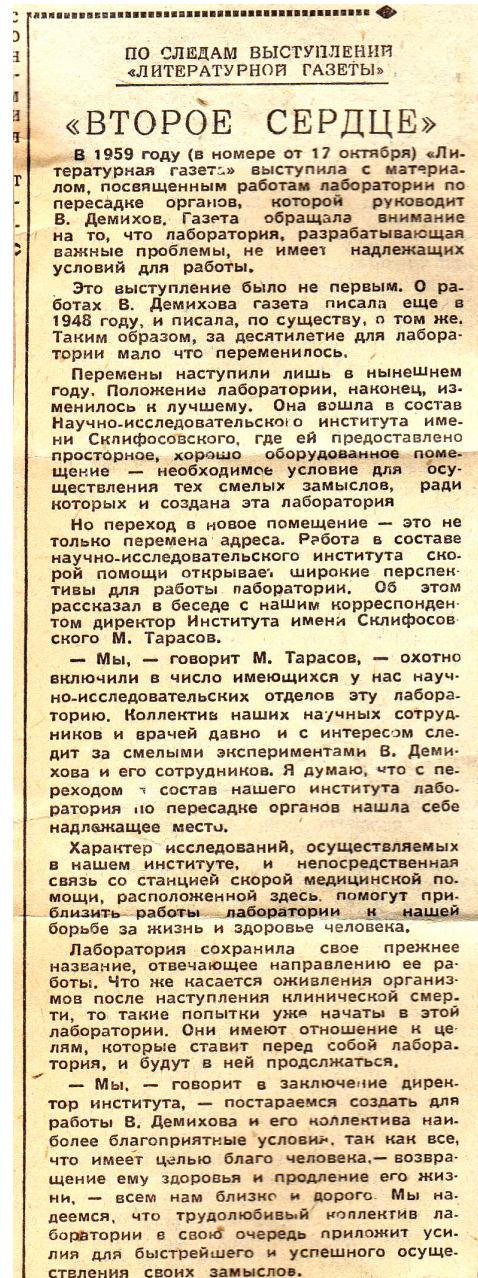 ПО СЛЕДАМ ВЫСТУПЛЕНИЙ
«ЛИТЕРАТУРНОЙ ГАЗЕТЫ»
«ВТОРОЕ СЕРДЦЕ»
В 1959 году (в номере от 17 октября) «Ли-
тературная газета» выступила с материа-
лом, посвященным работам лаборатории по
пересадке органов, которой руководит
В. Демихов. Газета обращала внимание
на то, что лаборатория, разрабатывающая
важные проблемы, не имеет надлежащих
условий для работы.
Это выступление было не первым. О ра-
ботах В. Демихова газета писала еще в
1948 году, и писала, по существу, о том же.
Таким образом, за десятилетие для лабора-
тории мало что переменилось.
Перемены наступили лишь в нынешнем
году. Положение лаборатории, наконец, из-
менилось к лучшему. Она вошла в состав
Научно-исследовательского института име-
ни Склифосовского, где ей предоставлено
просторное, хорошо оборудованное поме-
щение — необходимое условие для осу-
ществления тех смелых замыслов, ради
которых и создана эта лаборатория
Но переход в новое помещение — это не
только перемена адреса. Работа в составе
научно-исследовательского института ско-
рой помощи открывает широкие перспек-
тивы для работы лаборатории. Об этом
рассказал в беседе с нашим корреспонден-
том директор Института имени Склифосов
ского М. Тарасов.
— Мы, — говорит М. Тарасов, — охотно
включили в число имеющихся у нас науч-
но-исследовательских отделов эту лабора-
торию. Коллектив наших научных сотруд-
ников и врачей давно и с интересом сле-
дит за смелыми экспериментами В. Деми-
хова и его сотрудников. Я думаю, что с пе-
реходом в состав нашего института лабо-
ратория по пересадке органов нашла себе
надлежащее место.
Характер исследований, осуществляемых
в нашем институте, и непосредственная
связь со станцией скорой медицинской по-
мощи, расположенной здесь. помогут при-
близить работы лаборатории к нашей
борьбе за жизнь и здоровье человека.
Лаборатория сохранила свое прежнее
название, отвечающее направлению ее ра-
боты. Что же касается оживления организ-
мов после наступления клинической смер-
ти, то такие попытки уже начаты в этой
лаборатории. Они имеют отношение к це-
лям, которые ставит перед собой лабора-
тория, и будут в ней продолжаться.
— Мы, — говорит в заключение дирек-
тор института, — постараемся создать для
работы В. Демихова и его коллектива наи-
более благоприятные условия, так как все,
что имеет целью благо человека,— возвра-
щение ему здоровья и продление его жиз-
ни, — всем нам близко и дорого. Мы на-
деемся, что трудолюбивый коллектив ла-
боратории в свою очередь приложит уси-
лия для быстрейшего и успешного осуще-
ствления своих замыслов.